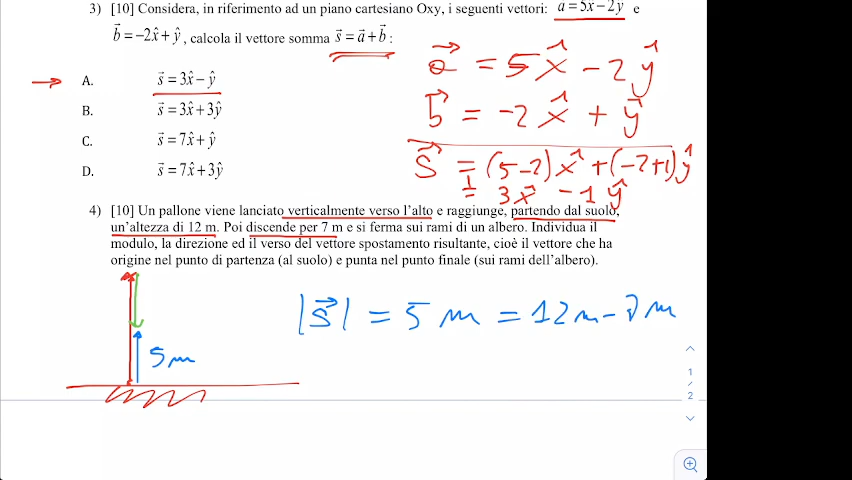 3) [10] Considera, in riferimento ad un piano cartesiano Oxy, i seguenti vettori: a⃗ = 5x̂ − 2ŷ e
b⃗ = −2x̂ + ŷ, calcola il vettore somma s⃗ = a⃗ + b⃗ :
A. s⃗ = 3x̂ − ŷ
B. s⃗ = 3x̂ + 3ŷ
C. s⃗ = 7x̂ + ŷ
D. s⃗ = 7x̂ + 3ŷ
a⃗ = 5x̂ − 2ŷ
b⃗ = −2x̂ + ŷ
s⃗ = (5−2)x̂ + (−2+1)ŷ
= 3x̂ − 1ŷ
4) [10] Un pallone viene lanciato verticalmente verso l'alto e raggiunge, partendo dal suolo,
un'altezza di 12 m. Poi discende per 7 m e si ferma sui rami di un albero. Individua il
modulo, la direzione ed il verso del vettore spostamento risultante, cioè il vettore che ha
origine nel punto di partenza (al suolo) e punta nel punto finale (sui rami dell'albero).
|s⃗| = 5 m = 12m − 7m
5m
1
/
2